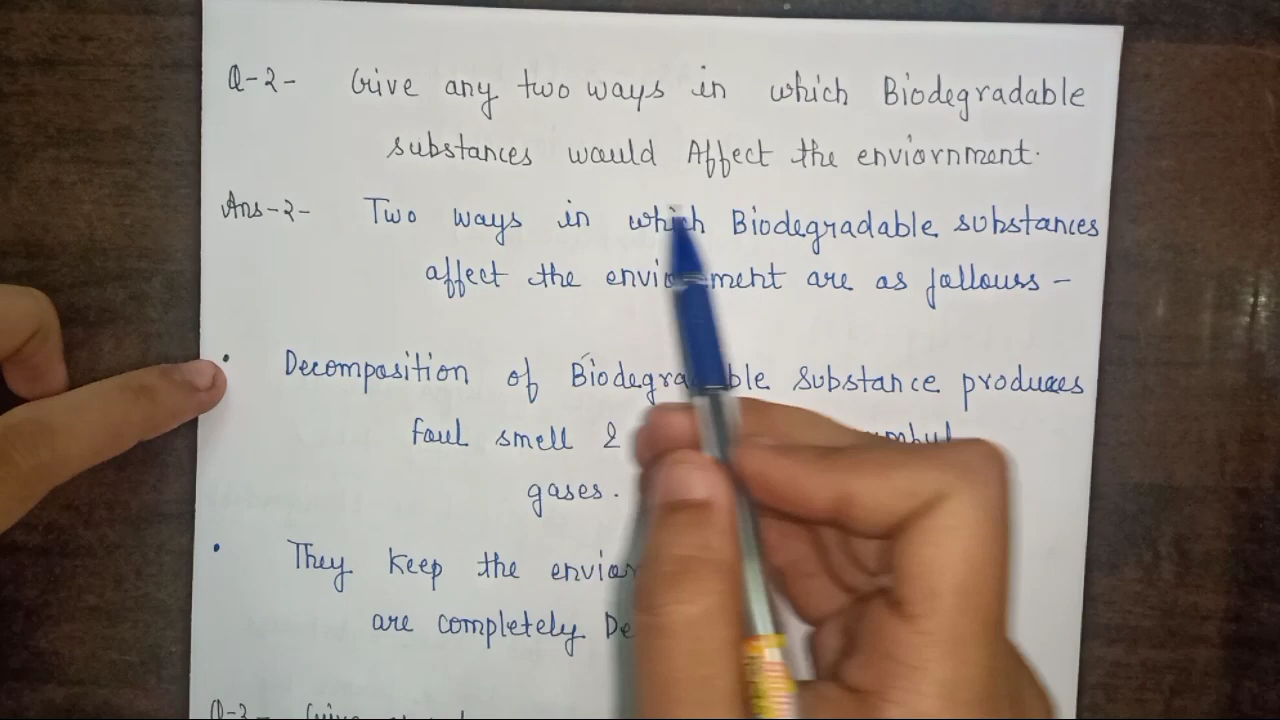 Q-2- Give any two ways in which Biodegradable
substances would Affect the enviornment.
Ans-2- Two ways in which Biodegradable substances
affect the are as follows -
Decomposition of Biodegradable substance produces
foul smell &
gases.
They keep the
are completely
Q-3- Give